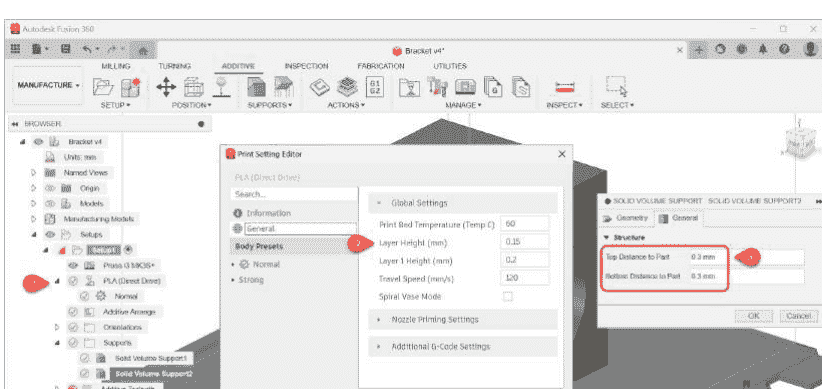 Autodesk Fusion 360
Bracket v4*
MILLING TURNING ADDITIVE INSPECTION FABRICATION UTILITIES
MANUFACTURE
G1
G2
G
SETUP POSITION SUPPORTS ACTIONS MANAGE INSPECT SELECT
BROWSER
Bracket v4
Units: mm
Named Views
Origin
Models
Manufacturing Models
Setups
Prusa i3 MK3S+
PLA (Direct Drive)
Normal
Additive Arrange
Orientations
Supports
Solid Volume Support1
Solid Volume Support2
Additive Toolpath
Print Setting Editor
PLA (Direct Drive)
Search...
Information
General
Body Presets
Normal
Strong
Global Settings
Print Bed Temperature (Temp C) 60
2 Layer Height (mm) 0.15
Layer 1 Height (mm) 0.2
Travel Speed (mm/s) 120
Spiral Vase Mode
Nozzle Priming Settings
Additional G-Code Settings
SOLID VOLUME SUPPORT SOLID VOLUME SUPPORT2
Geometry General
Structure
Top Distance to Part 0.3 mm
Bottom Distance to Part 0.3 mm
OK Cancel